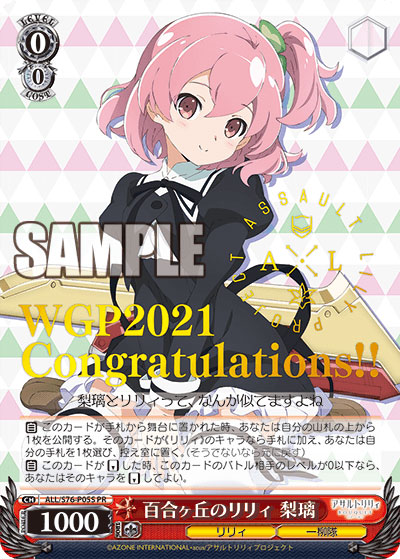 LEVEL
0
0
COST
SAMPLE
ASSAULT LILY PROJECT
A L
WGP2021
Congratulations!!
梨璃とリリィって、なんか似てますよね
自 このカードが手札から舞台に置かれた時、あなたは自分の山札の上から
1枚を公開する。そのカードが《リリィ》のキャラなら手札に加え、あなたは自
分の手札を1枚選び、控え室に置く。(そうでないなら元に戻す)
自 このカードが した時、このカードのバトル相手のレベルが0以下なら、
あなたはそのキャラをストック置場に置いてよい。
CH ALL/S76-P05S PR
1000
百合ヶ丘のリリィ 梨璃
リリィ
一柳隊
アサルトリリィ
©AZONE INTERNATIONAL・acus/アサルトリリィプロジェクト